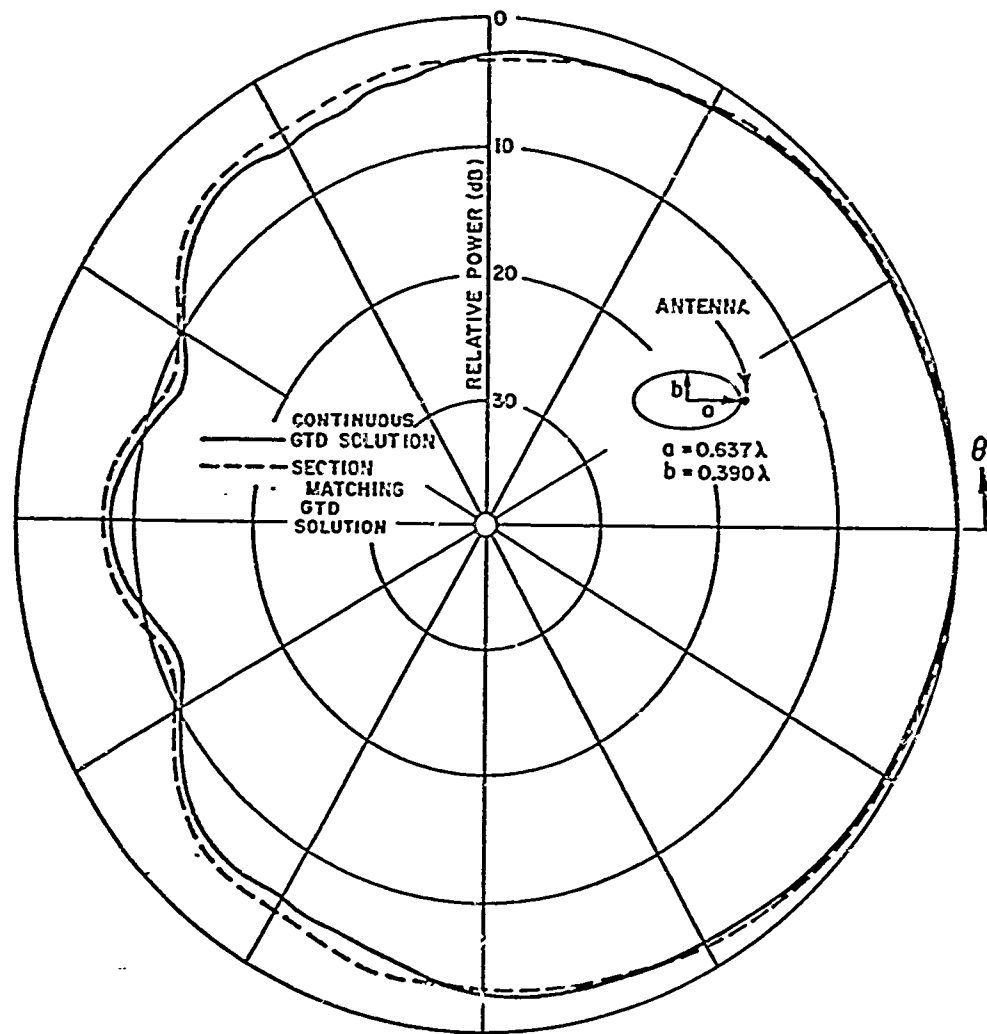 0
10
RELATIVE POWER (dB)
20
30
ANTENNA
b
a
a = 0.637λ
b = 0.390λ
θ
CONTINUOUS
GTD SOLUTION
SECTION
MATCHING
GTD
SOLUTION